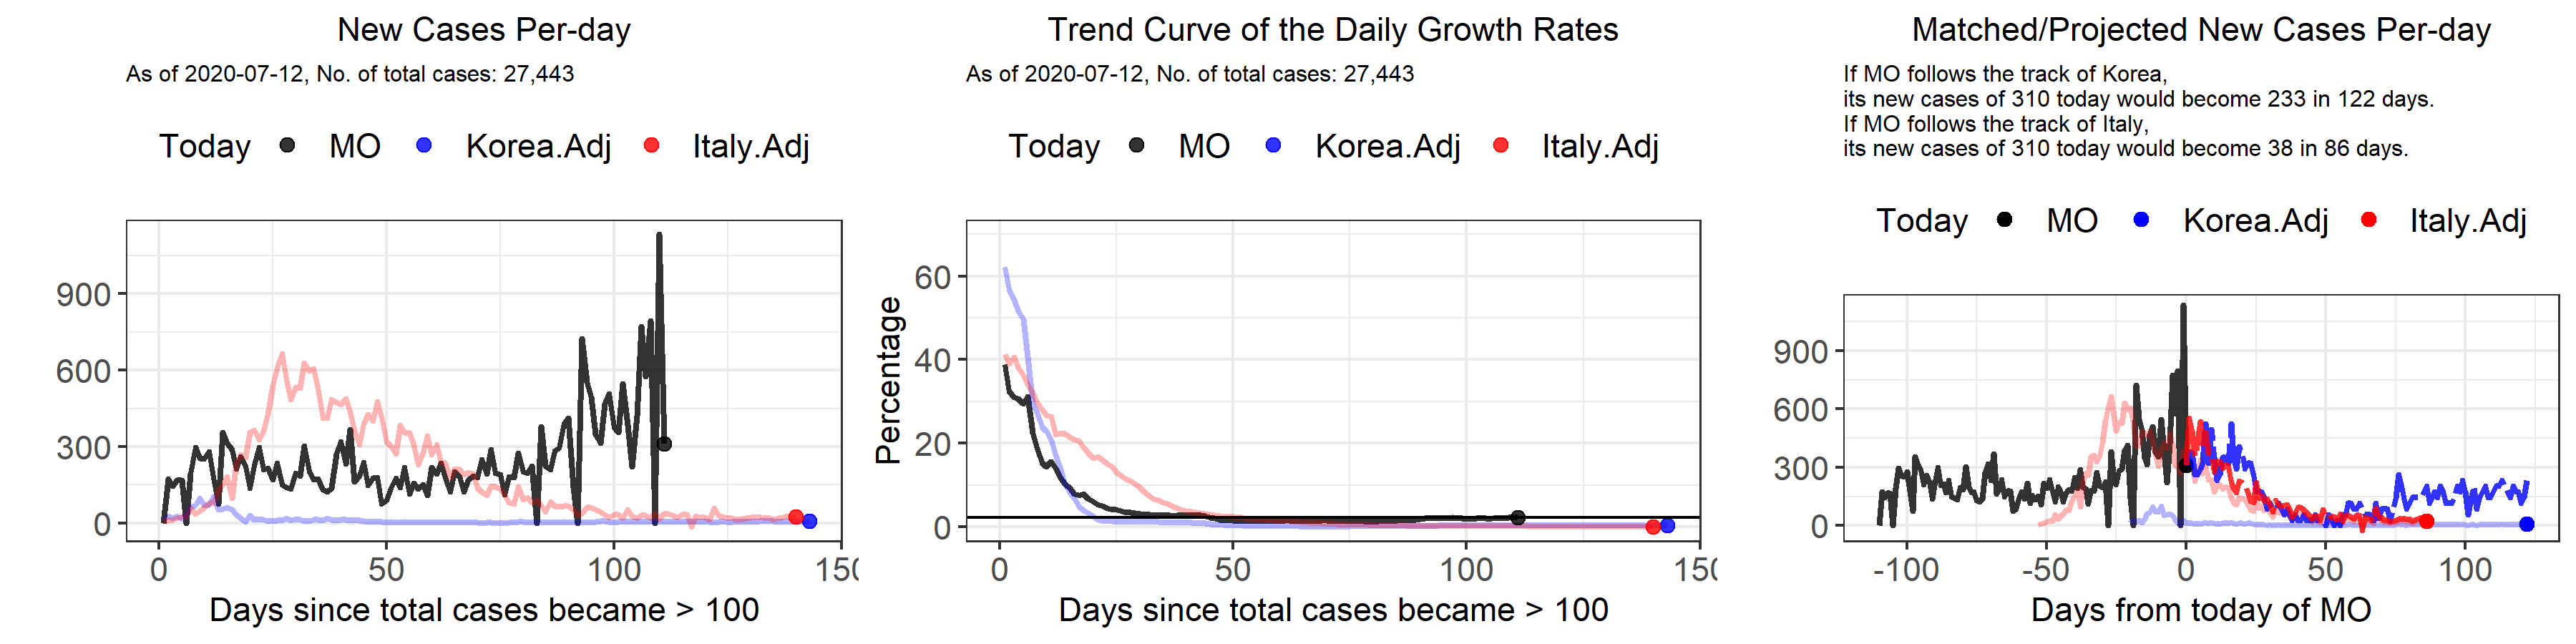 New Cases Per-day
As of 2020-07-12, No. of total cases: 27,443
Today MO Korea.Adj Italy.Adj
900
600
300
0
0 50 100 150
Days since total cases became > 100
Trend Curve of the Daily Growth Rates
As of 2020-07-12, No. of total cases: 27,443
Today MO Korea.Adj Italy.Adj
Percentage
60
40
20
0
0 50 100 150
Days since total cases became > 100
Matched/Projected New Cases Per-day
If MO follows the track of Korea,
its new cases of 310 today would become 233 in 122 days.
If MO follows the track of Italy,
its new cases of 310 today would become 38 in 86 days.
Today MO Korea.Adj Italy.Adj
900
600
300
0
-100 -50 0 50 100
Days from today of MO